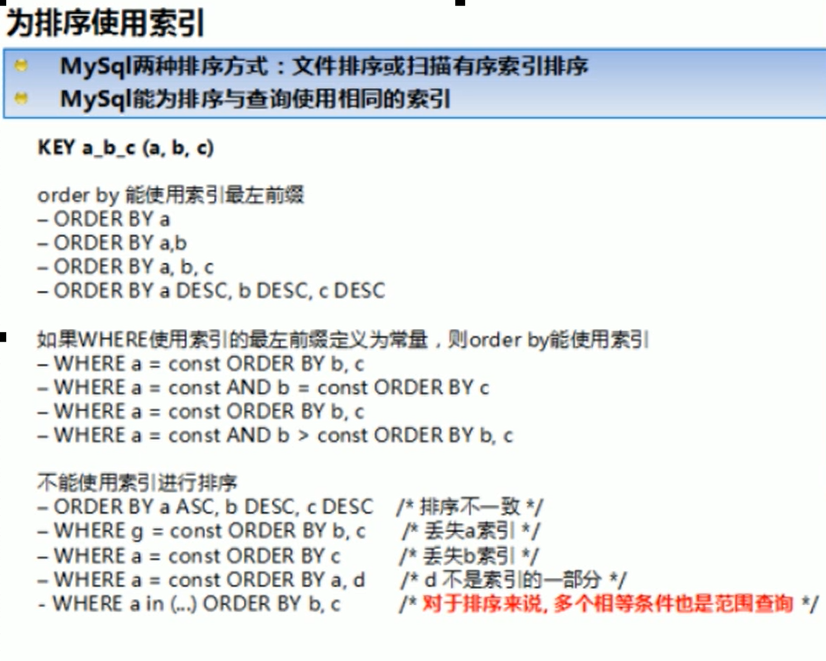 为排序使用索引
MySql两种排序方式：文件排序或扫描有序索引排序
MySql能为排序与查询使用相同的索引
KEY a_b_c (a, b, c)
order by 能使用索引最左前缀
– ORDER BY a
– ORDER BY a,b
– ORDER BY a, b, c
– ORDER BY a DESC, b DESC, c DESC
如果WHERE使用索引的最左前缀定义为常量，则order by能使用索引
– WHERE a = const ORDER BY b, c
– WHERE a = const AND b = const ORDER BY c
– WHERE a = const ORDER BY b, c
– WHERE a = const AND b > const ORDER BY b, c
不能使用索引进行排序
– ORDER BY a ASC, b DESC, c DESC /* 排序不一致 */
– WHERE g = const ORDER BY b, c /* 丢失a索引 */
– WHERE a = const ORDER BY c /* 丢失b索引 */
– WHERE a = const ORDER BY a, d /* d 不是索引的一部分 */
- WHERE a in (...) ORDER BY b, c /* 对于排序来说, 多个相等条件也是范围查询 */